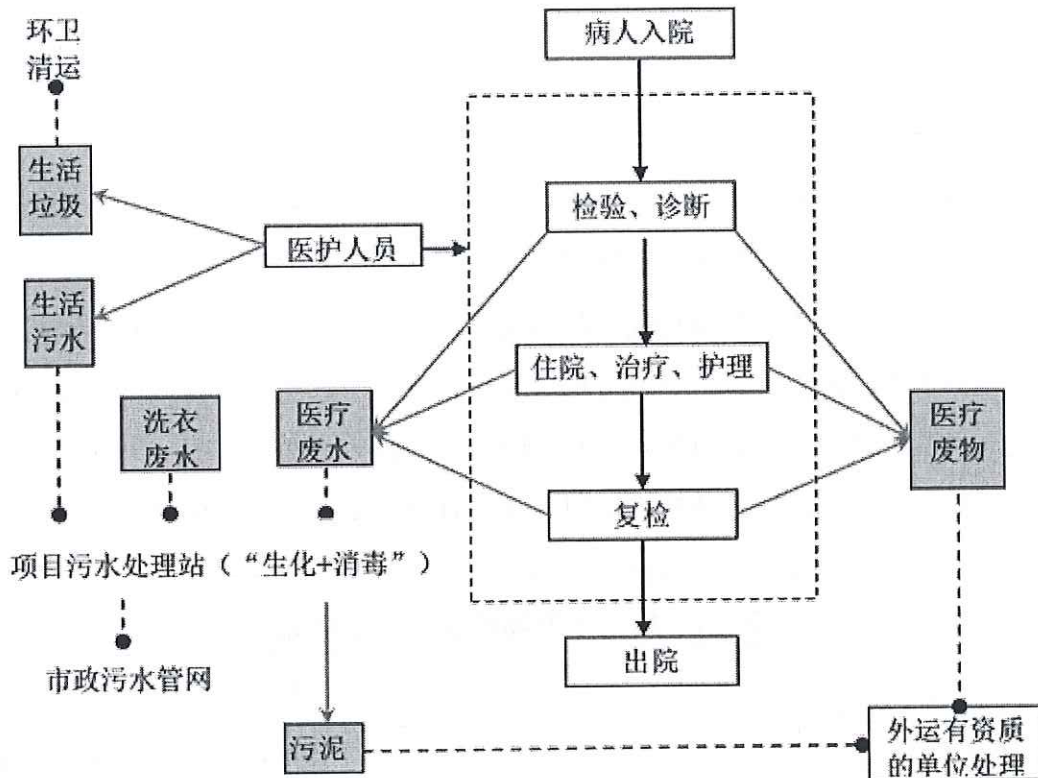 环卫
清运
病人入院
生活
垃圾
检验、诊断
医护人员
生活
污水
住院、治疗、护理
洗衣
废水
医疗
废水
医疗
废物
复检
项目污水处理站（“生化+消毒”）
出院
市政污水管网
污泥
外运有资质
的单位处理